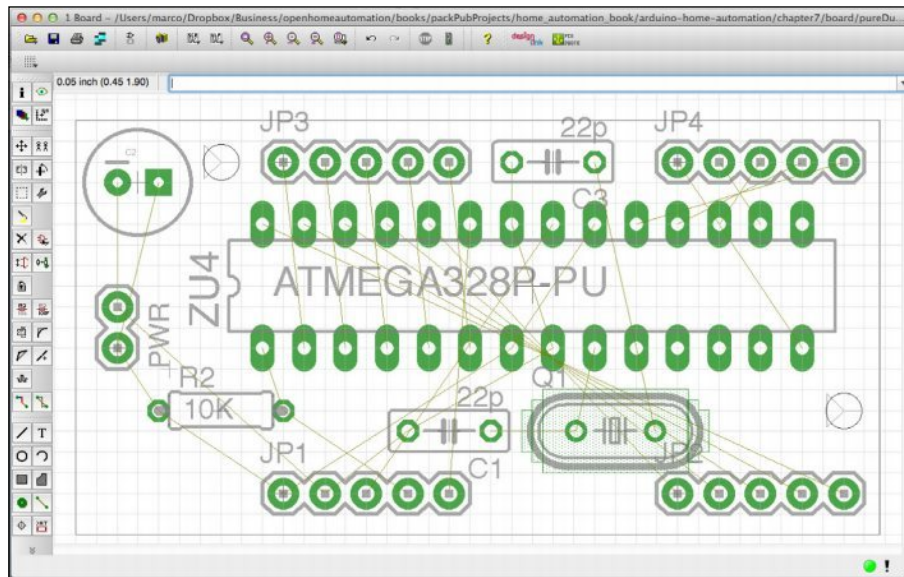 1 Board – /Users/marco/Dropbox/Business/openhomeautomation/books/packPubProjects/home_automation_book/arduino-home-automation/chapter7/board/pureDu...
design link
0.05 inch (0.45 1.90)
JP3
22p
JP4
C2
C3
ZU4
ATMEGA328P-PU
PWR
R2
10K
22p
Q1
JP1
C1
JP2